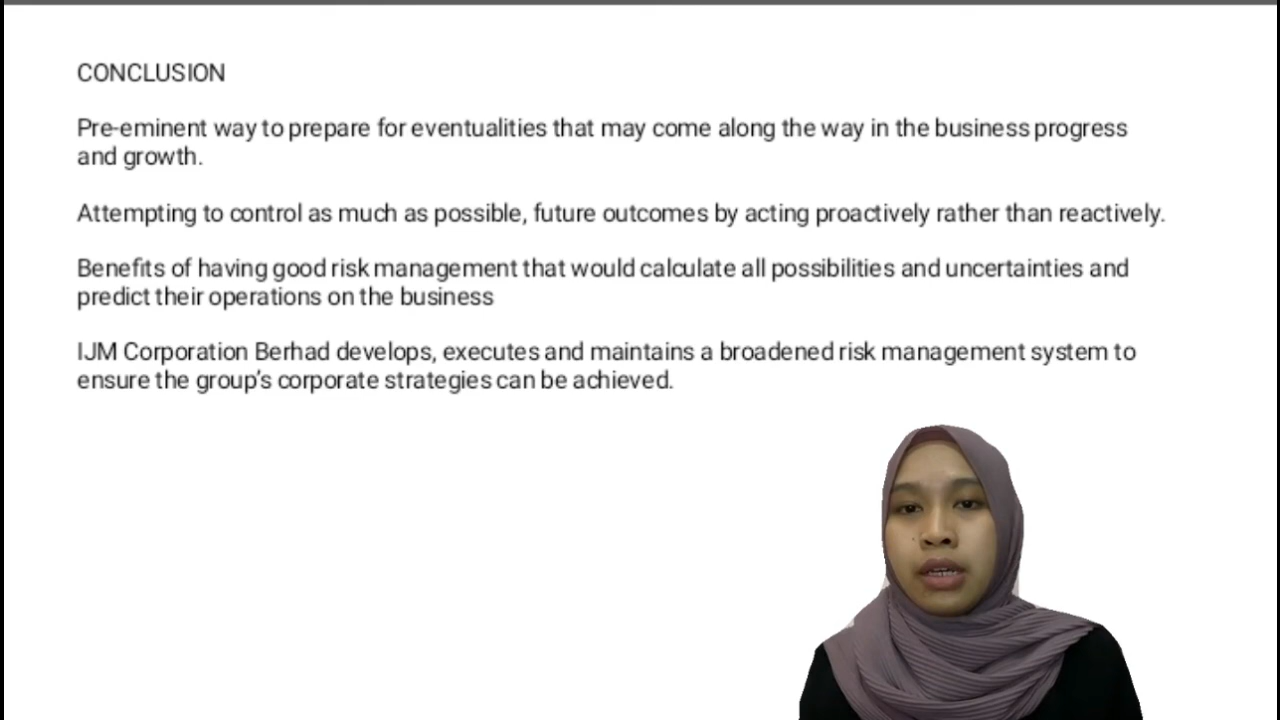 CONCLUSION
Pre-eminent way to prepare for eventualities that may come along the way in the business progress
and growth.
Attempting to control as much as possible, future outcomes by acting proactively rather than reactively.
Benefits of having good risk management that would calculate all possibilities and uncertainties and
predict their operations on the business
IJM Corporation Berhad develops, executes and maintains a broadened risk management system to
ensure the group's corporate strategies can be achieved.